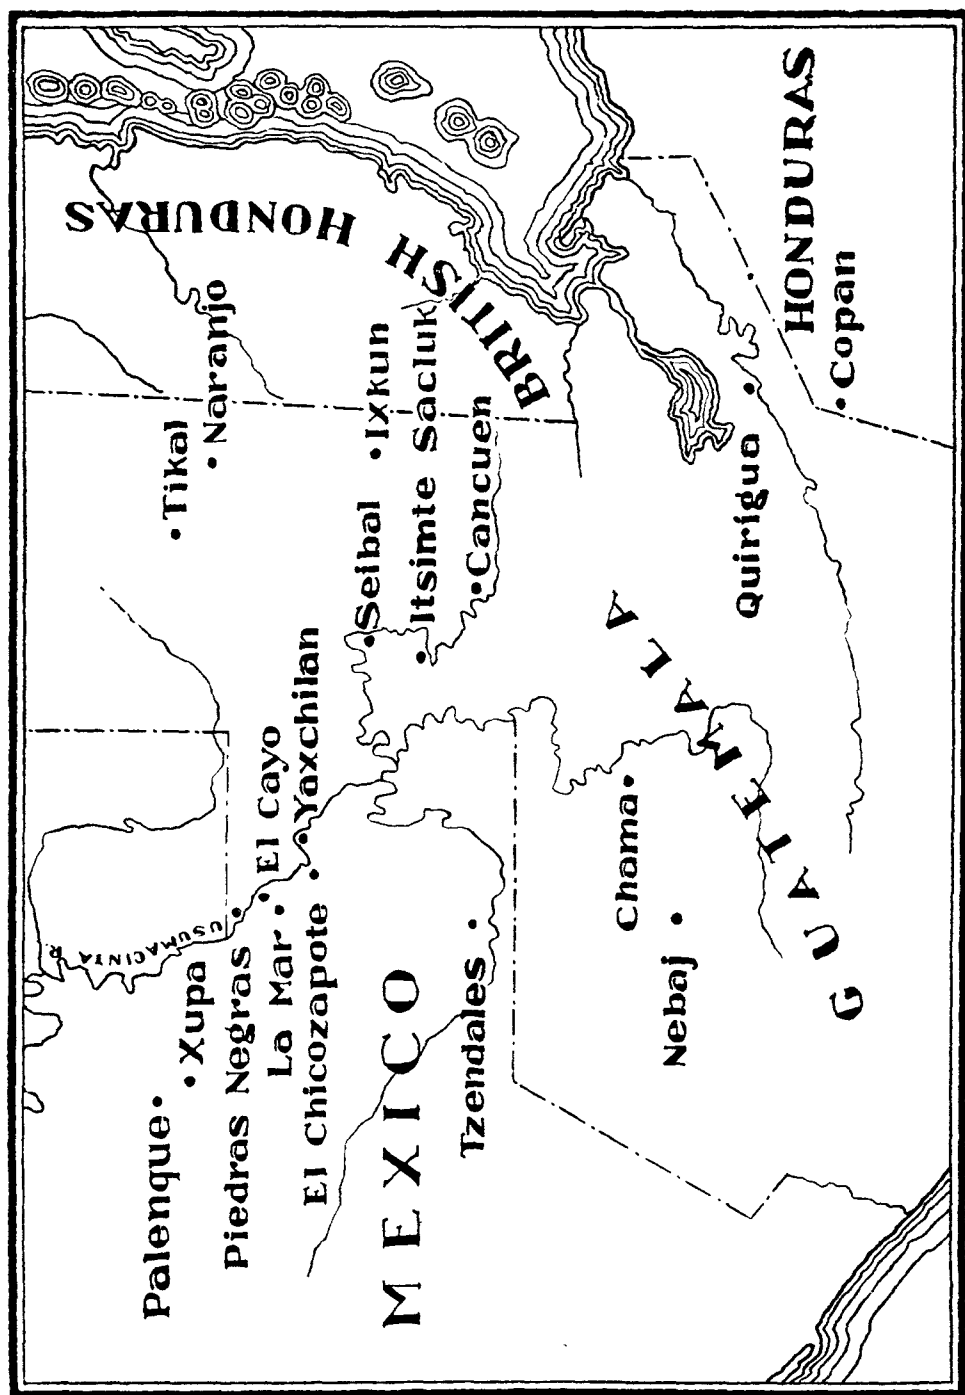 BRITISH HONDURAS
Tikal
Naranjo
USUMACINTA R.
Xupa
Palenque
Piedras Negras
El Cayo
La Mar
Yaxchilan
El Chicozapote
Seibal
Ixkun
Itsimte Sacluk
Cancuen
MEXICO
Tzendales
HONDURAS
Copan
Quirigua
GUATEMALA
Chama
Nebaj